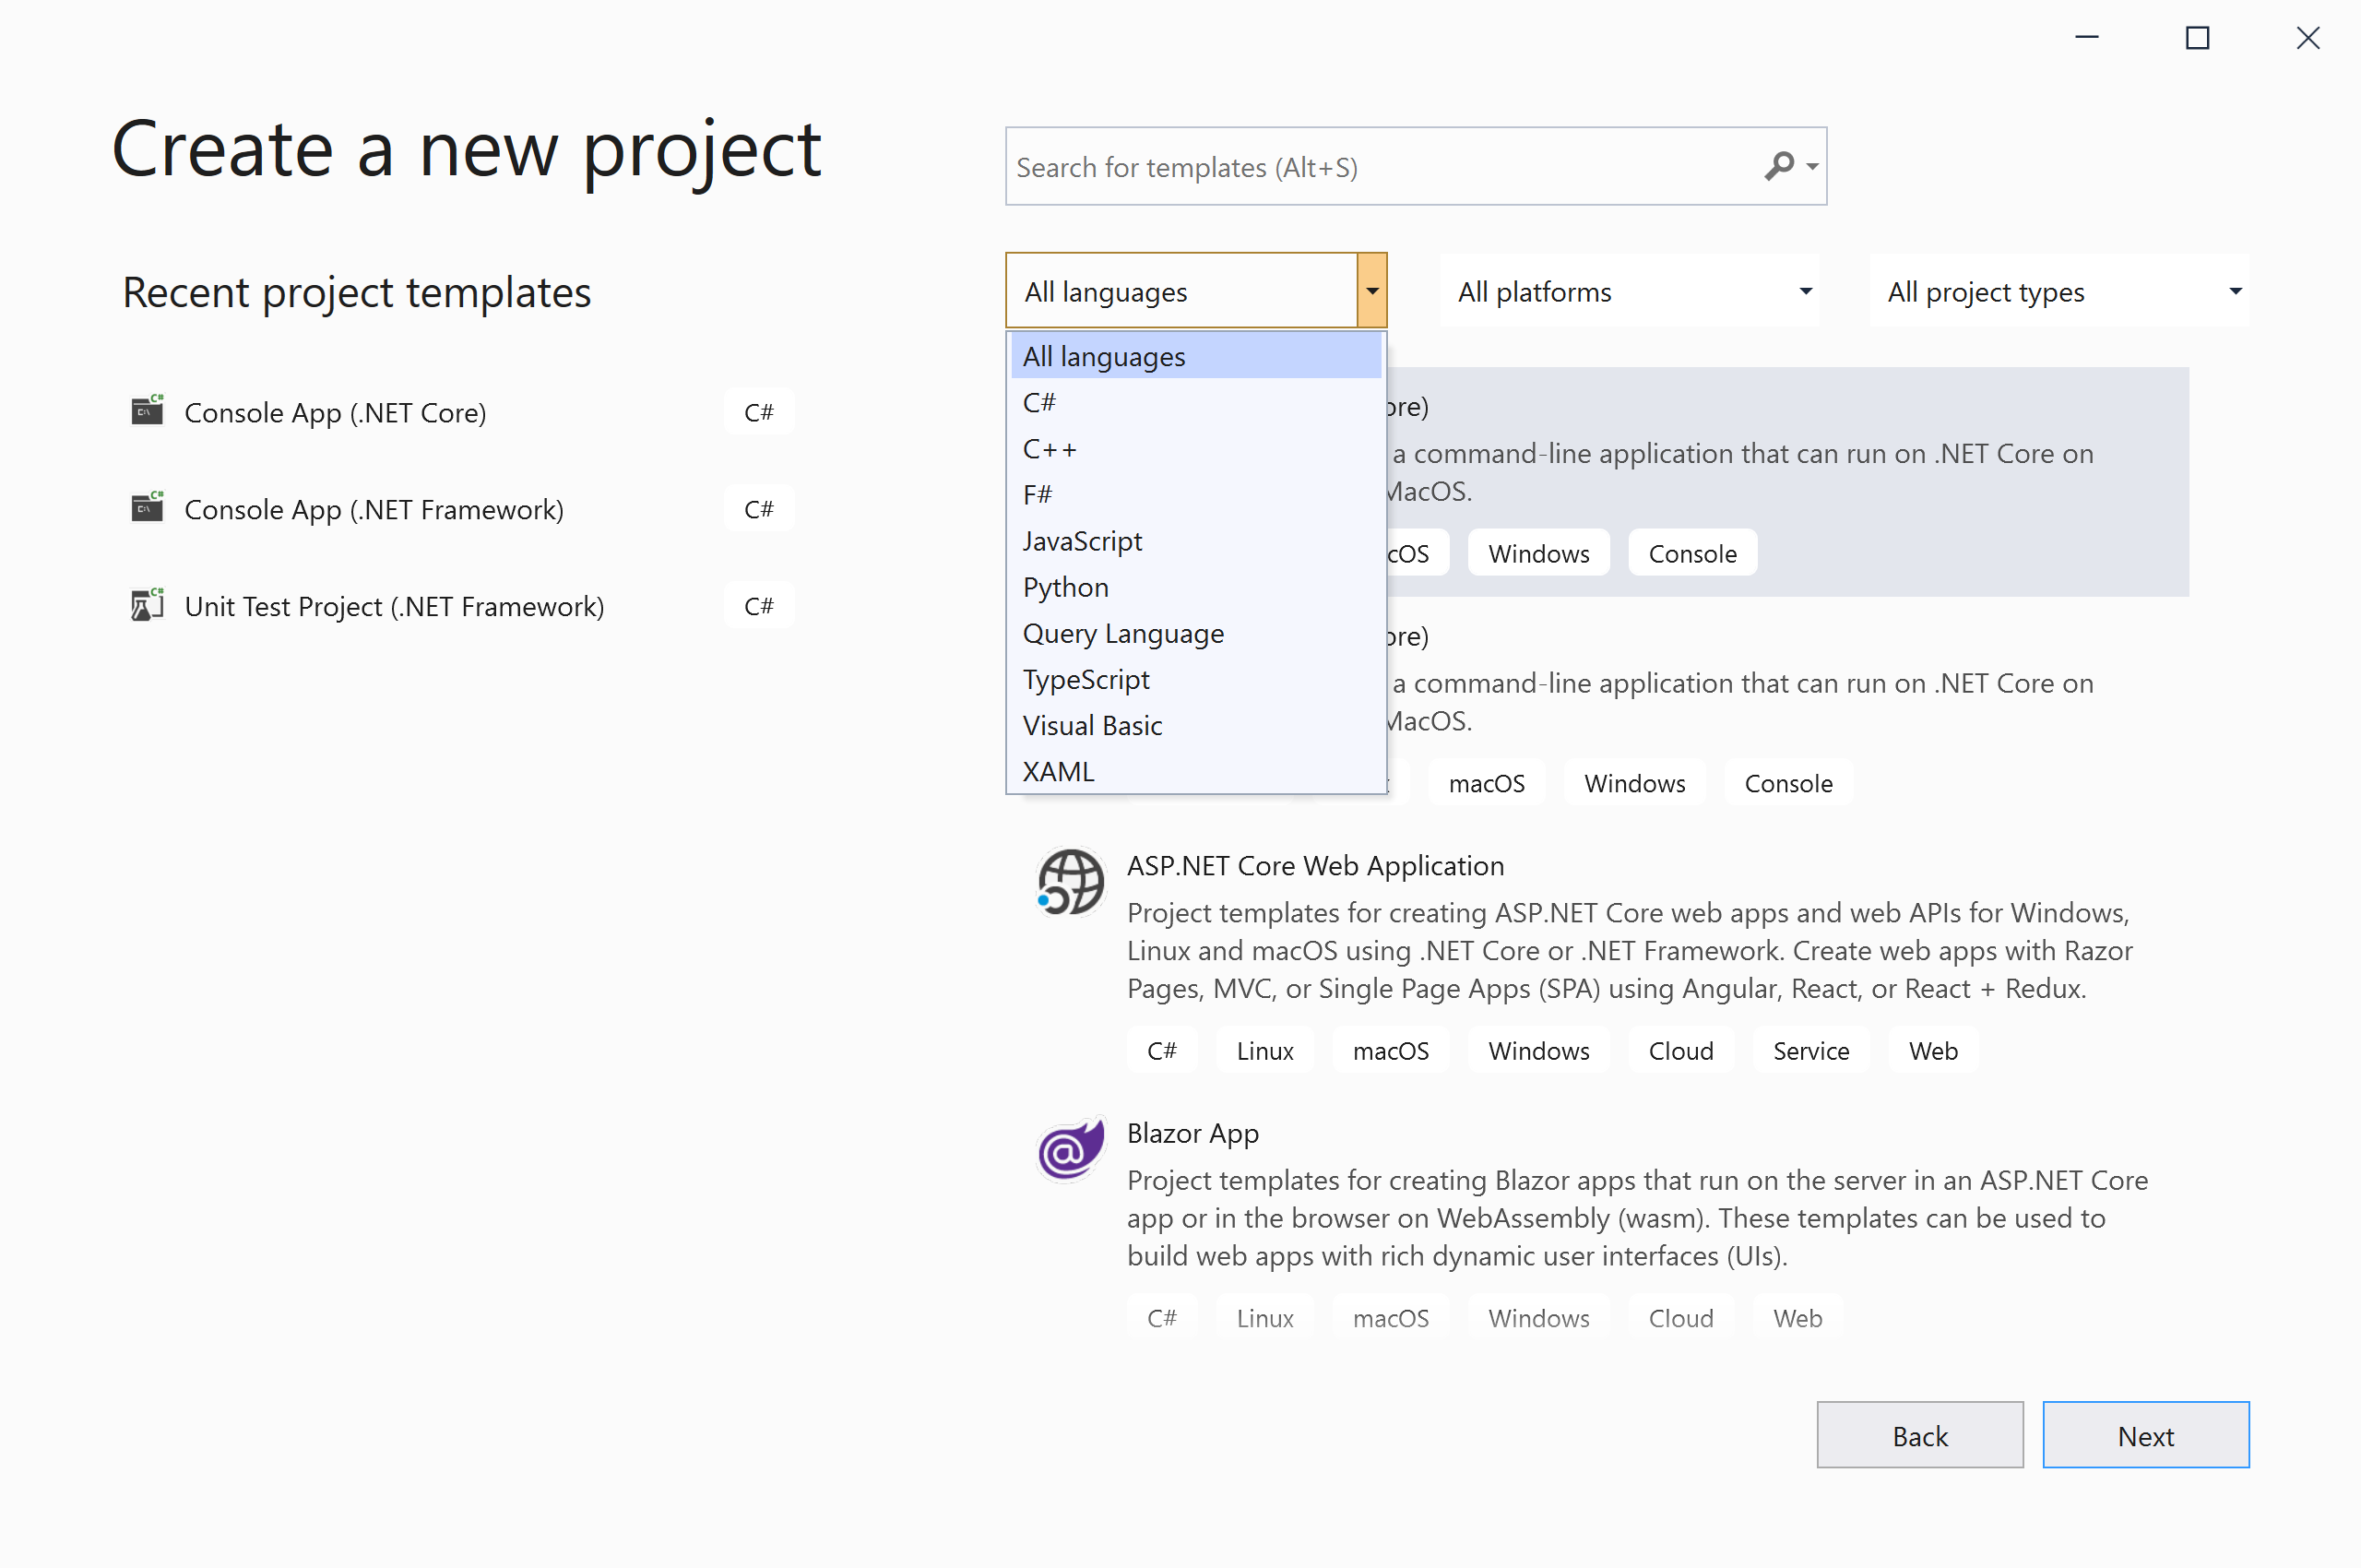 Create a new project
Search for templates (Alt+S)
Recent project templates
All languages
All platforms
All project types
Console App (.NET Core)
C#
Console App (.NET Framework)
C#
Unit Test Project (.NET Framework)
C#
All languages
C#
C++
F#
JavaScript
Python
Query Language
TypeScript
Visual Basic
XAML
a command-line application that can run on .NET Core on
MacOS.
Windows
Console
a command-line application that can run on .NET Core on
MacOS.
macOS
Windows
Console
ASP.NET Core Web Application
Project templates for creating ASP.NET Core web apps and web APIs for Windows,
Linux and macOS using .NET Core or .NET Framework. Create web apps with Razor
Pages, MVC, or Single Page Apps (SPA) using Angular, React, or React + Redux.
C#
Linux
macOS
Windows
Cloud
Service
Web
Blazor App
Project templates for creating Blazor apps that run on the server in an ASP.NET Core
app or in the browser on WebAssembly (wasm). These templates can be used to
build web apps with rich dynamic user interfaces (UIs).
C#
Linux
macOS
Windows
Cloud
Web
Back
Next